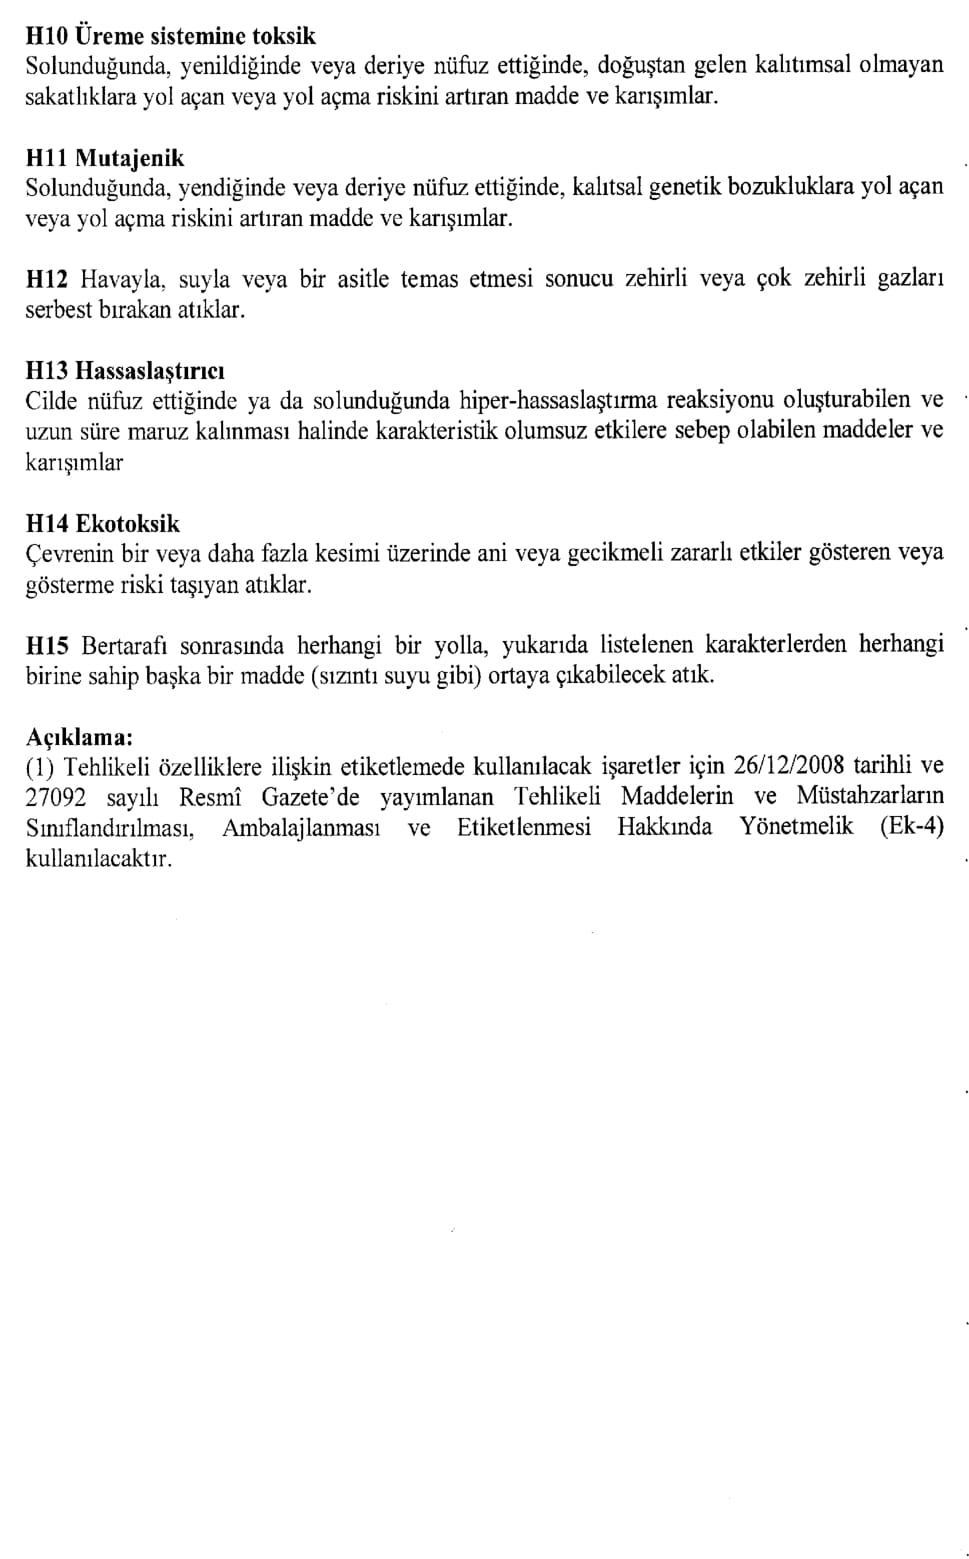 H10 Üreme sistemine toksik
Solunduğunda, yenildiğinde veya deriye nüfuz ettiğinde, doğuştan gelen kalıtımsal olmayan
sakatlıklara yol açan veya yol açma riskini artıran madde ve karışımlar.
H11 Mutajenik
Solunduğunda, yendiğinde veya deriye nüfuz ettiğinde, kalıtsal genetik bozukluklara yol açan
veya yol açma riskini artıran madde ve karışımlar.
H12 Havayla, suyla veya bir asitle temas etmesi sonucu zehirli veya çok zehirli gazları
serbest bırakan atıklar.
H13 Hassaslaştırıcı
Cilde nüfuz ettiğinde ya da solunduğunda hiper-hassaslaştırma reaksiyonu oluşturabilen ve
uzun süre maruz kalınması halinde karakteristik olumsuz etkilere sebep olabilen maddeler ve
karışımlar
H14 Ekotoksik
Çevrenin bir veya daha fazla kesimi üzerinde ani veya gecikmeli zararlı etkiler gösteren veya
gösterme riski taşıyan atıklar.
H15 Bertarafı sonrasında herhangi bir yolla, yukarıda listelenen karakterlerden herhangi
birine sahip başka bir madde (sızıntı suyu gibi) ortaya çıkabilecek atık.
Açıklama:
(1) Tehlikeli özelliklere ilişkin etiketlemede kullanılacak işaretler için 26/12/2008 tarihli ve
27092 sayılı Resmî Gazete’de yayımlanan Tehlikeli Maddelerin ve Müstahzarların
Sınıflandırılması, Ambalajlanması ve Etiketlenmesi Hakkında Yönetmelik (Ek-4)
kullanılacaktır.